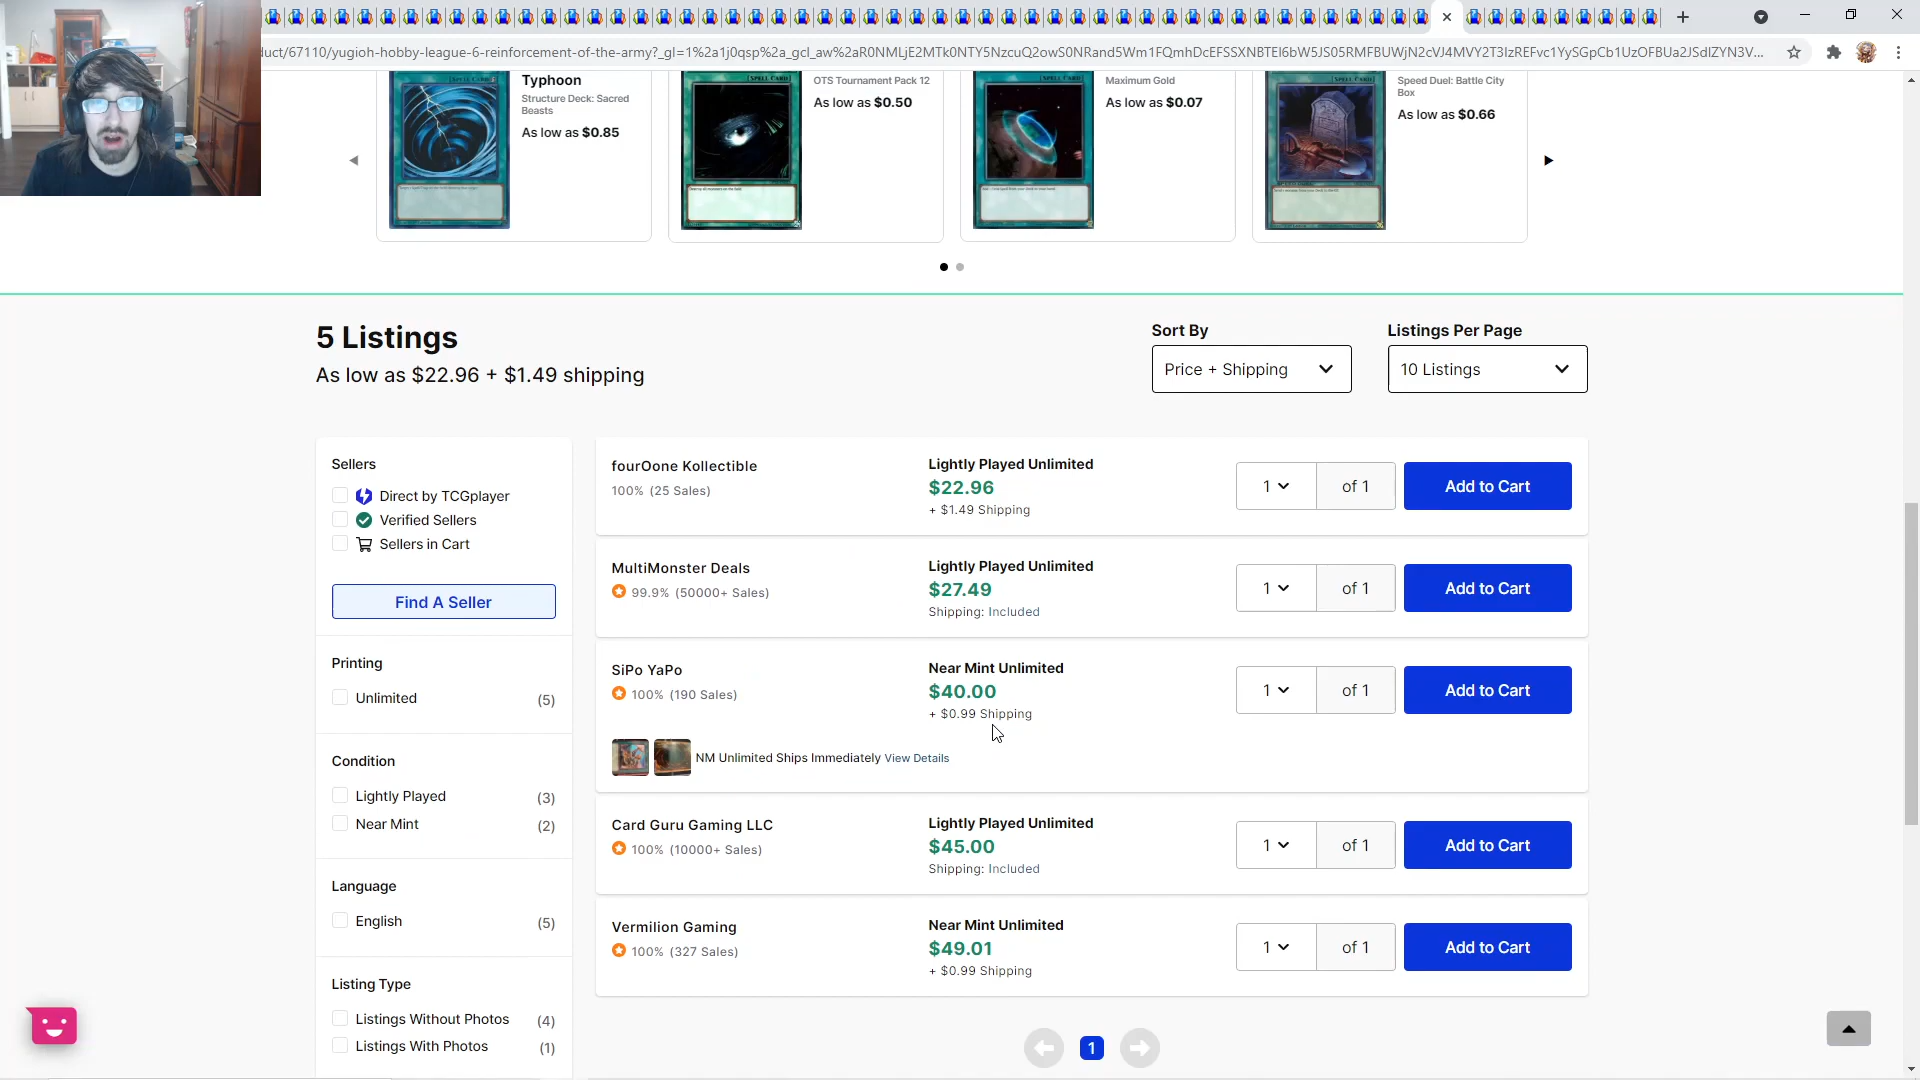 duct/67110/yugioh-hobby-league-6-reinforcement-of-the-army?_gl=1%2a1j0qsp%2a_gcl_aw%2aR0NMLjE2MTk0NTY5NzcuQ2owS0NRand5Wm1FQmhDcEFSSXNBTEl6bW5JS05RMFBUWjN2cVJ4MVY2T3IzREFvc1YySGpCb1UzOFBUa2JSdlZYN3V...
Typhoon
Structure Deck: Sacred
Beasts
As low as $0.85
OTS Tournament Pack 12
As low as $0.50
Maximum Gold
As low as $0.07
Speed Duel: Battle City
Box
As low as $0.66
5 Listings
As low as $22.96 + $1.49 shipping
Sort By
Price + Shipping
Listings Per Page
10 Listings
Sellers
Direct by TCGplayer
Verified Sellers
Sellers in Cart
Find A Seller
Printing
Unlimited (5)
Condition
Lightly Played (3)
Near Mint (2)
Language
English (5)
Listing Type
Listings Without Photos (4)
Listings With Photos (1)
fourOone Kollectible
100% (25 Sales)
Lightly Played Unlimited
$22.96
+ $1.49 Shipping
1 of 1
Add to Cart
MultiMonster Deals
99.9% (50000+ Sales)
Lightly Played Unlimited
$27.49
Shipping: Included
1 of 1
Add to Cart
SiPo YaPo
100% (190 Sales)
Near Mint Unlimited
$40.00
+ $0.99 Shipping
1 of 1
Add to Cart
NM Unlimited Ships Immediately View Details
Card Guru Gaming LLC
100% (10000+ Sales)
Lightly Played Unlimited
$45.00
Shipping: Included
1 of 1
Add to Cart
Vermilion Gaming
100% (327 Sales)
Near Mint Unlimited
$49.01
+ $0.99 Shipping
1 of 1
Add to Cart
1